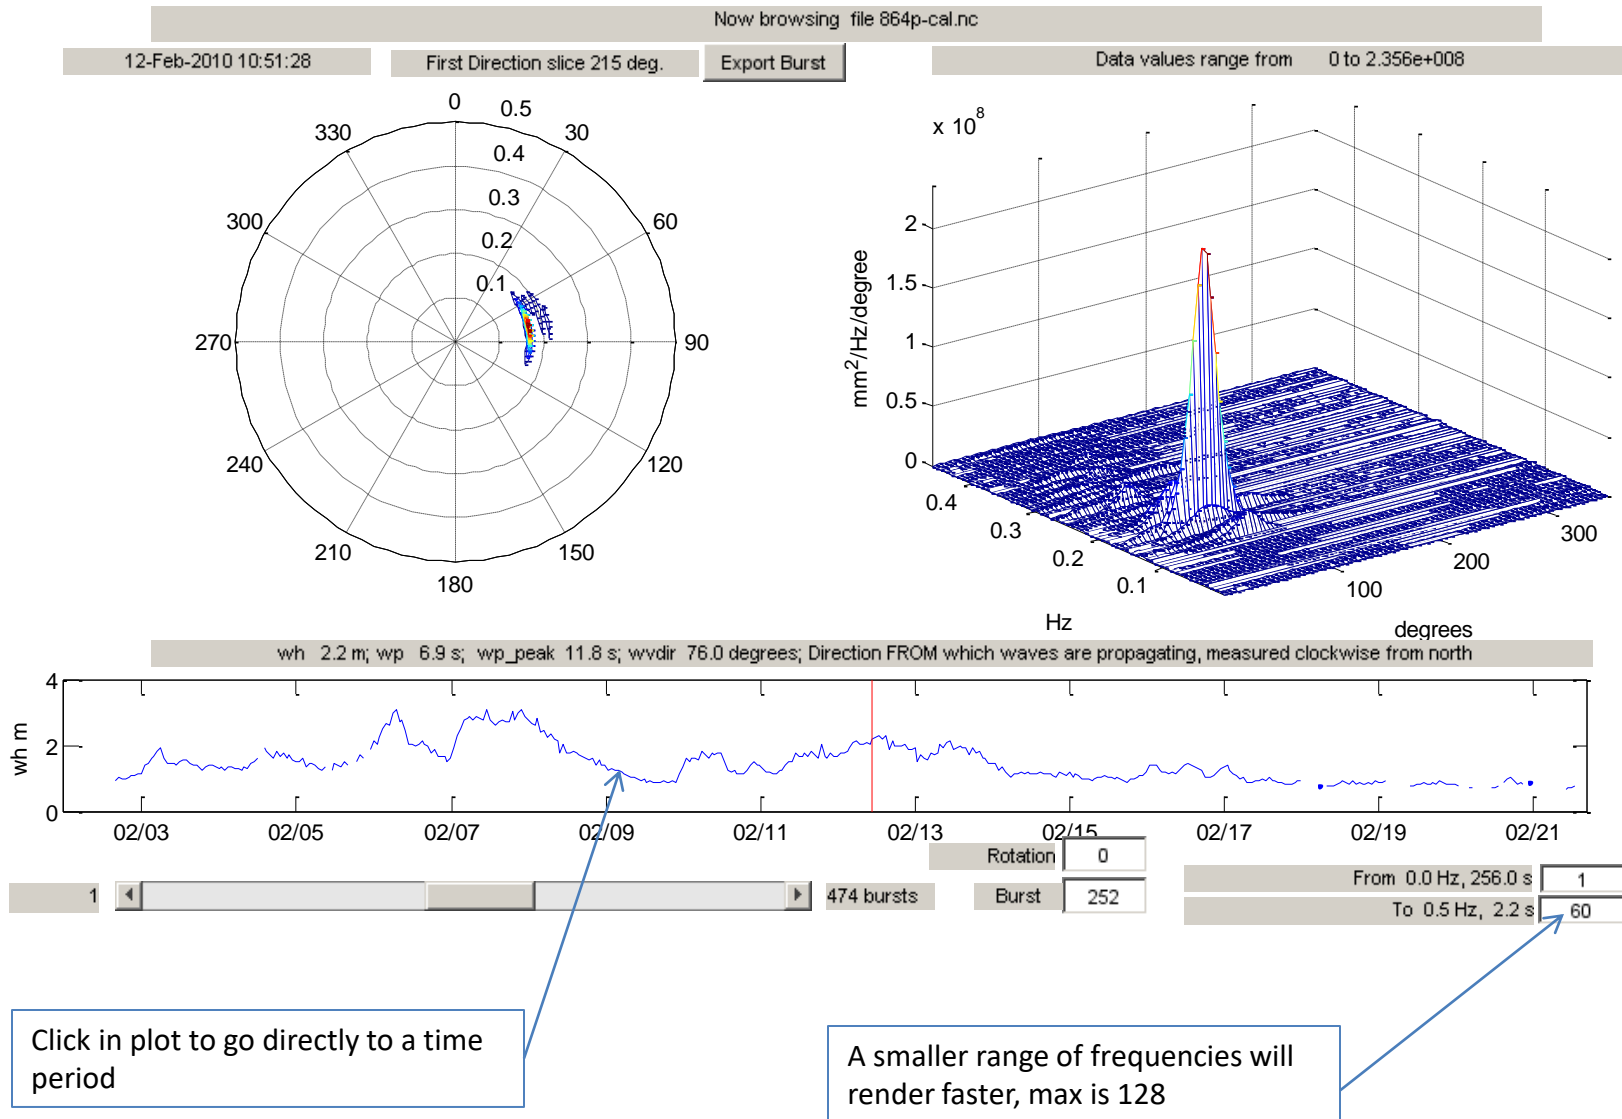 Now browsing file 864p-cal.nc
12-Feb-2010 10:51:28
First Direction slice 215 deg.
Export Burst
Data values range from 0 to 2.356e+008
0
0.5
30
330
0.4
0.3
300
60
0.2
0.1
270
90
240
120
210
150
180
x 10^8
2
1.5
1
0.5
0
mm^2/Hz/degree
0.4
0.3
0.2
0.1
Hz
100
200
300
degrees
wh 2.2 m; wp 6.9 s; wp_peak 11.8 s; wvdir 76.0 degrees; Direction FROM which waves are propagating, measured clockwise from north
4
2
0
wh m
02/03 02/05 02/07 02/09 02/11 02/13 02/15 02/17 02/19 02/21
Rotation 0
1
474 bursts
Burst 252
From 0.0 Hz, 256.0 s 1
To 0.5 Hz, 2.2 s 60
Click in plot to go directly to a time
period
A smaller range of frequencies will
render faster, max is 128